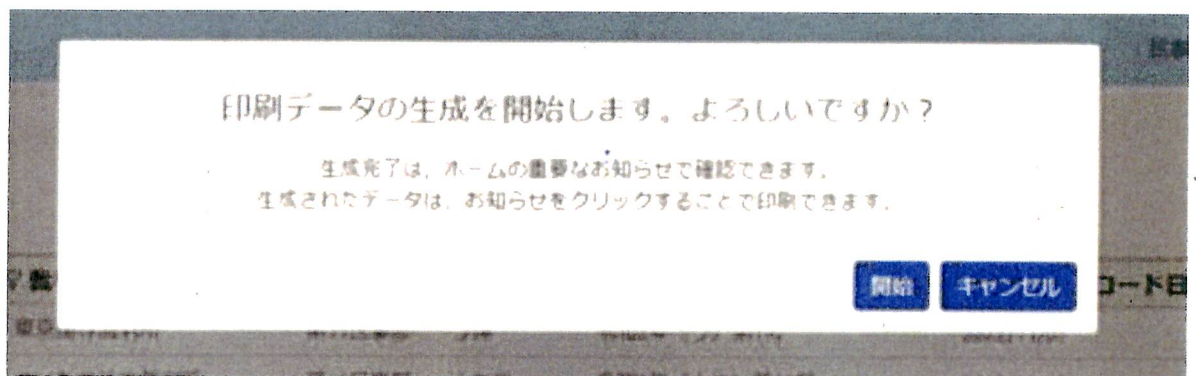 印刷データの生成を開始します。よろしいですか？
生成完了は、ホームの重要なお知らせで確認できます。
生成されたデータは、お知らせをクリックすることで印刷できます。
開始
キャンセル
コード日